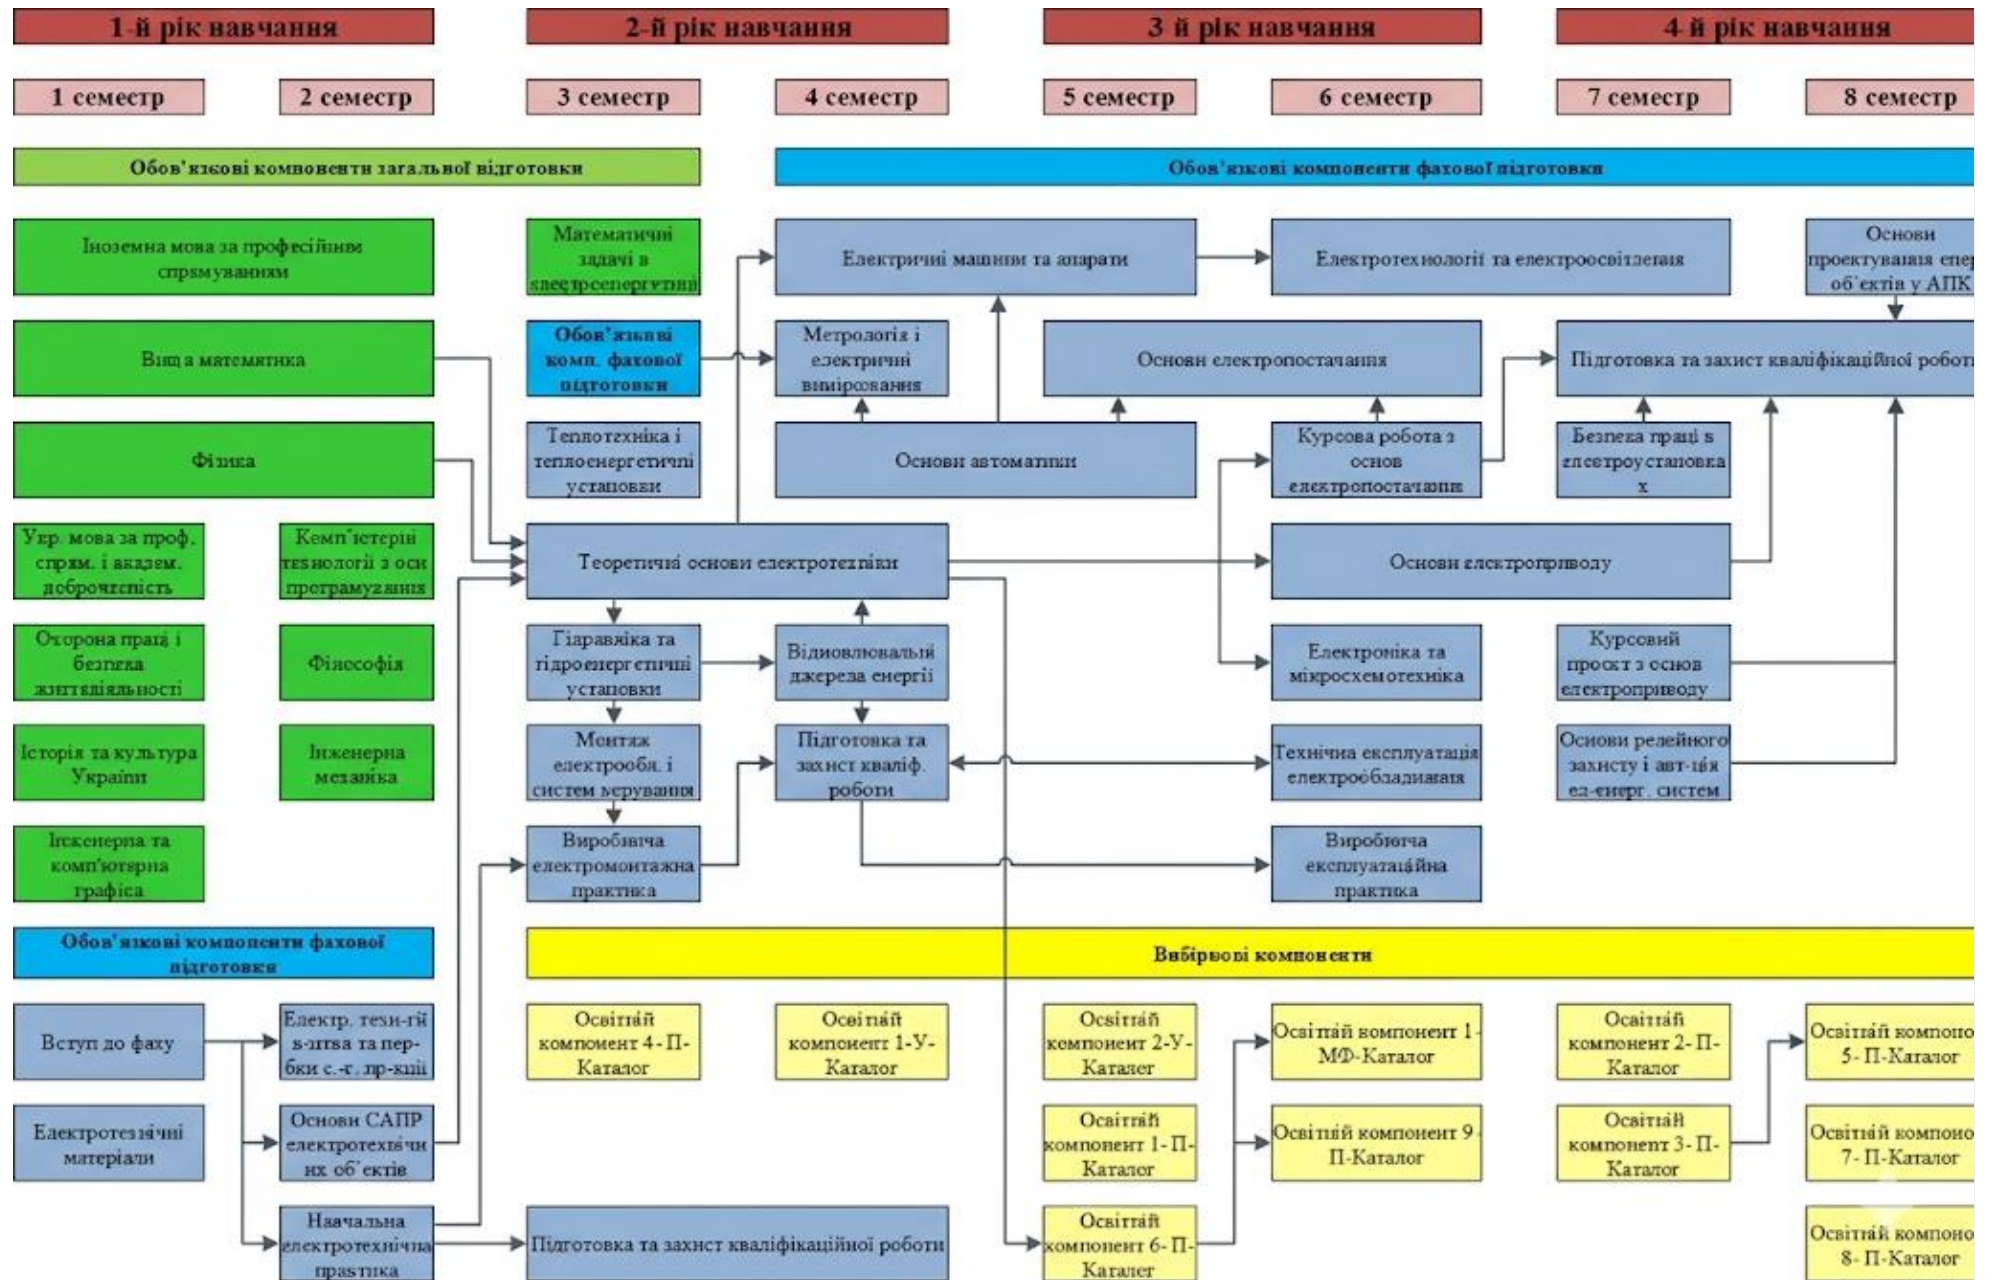 1-й рік навчання
2-й рік навчання
3 й рік навчання
4-й рік навчання
1 семестр
2 семестр
3 семестр
4 семестр
5 семестр
6 семестр
7 семестр
8 семестр
Обов'язкові компоненти загальної підготовки
Обов'язкові компоненти фахової підготовки
Іноземна мова за професійним
спрямуванням
Математичні
задачі в
електроенергетиці
Електричні машини та апарати
Електротехнології та електроосвітлення
Основи
проектування енер
об'єктів у АПК
Вища математика
Обов'язкові
комп. фахової
підготовки
Метрологія і
електричні
вимірювання
Основи електропостачання
Підготовка та захист кваліфікаційної роботи
Фізика
Теплотехніка і
теплоенергетичні
установки
Основи автоматики
Курсова робота з
основ
електропостачання
Безпека праці в
електроустановка
х
Укр. мова за проф.
спрям. і академ.
доброчесність
технології з осн
програмування
Теоретичні основи електротехніки
Основи електроприводу
Охорона праці і
безпека
життєдіяльності
Філософія
Гідравліка та
гідроенергетичні
установки
Відновлювальні
джерела енергії
Електроніка та
мікросхемотехніка
Курсовий
проєкт з основ
електроприводу
Історія та культура
України
Інженерна
механіка
Монтаж
електрообл. і
систем керування
Підготовка та
захист кваліф.
роботи
Технічна експлуатація
електрообладнання
Основи релейного
захисту і авт-ція
ел-енерг. систем
Інженерна та
комп'ютерна
графіка
Виробнича
електромонтажна
практика
Виробнича
експлуатаційна
практика
Обов'язкові компоненти фахової
підготовки
Вибіркові компоненти
Вступ до фаху
Електр. техн-гії
в-цтва та пер-
бки с.-г. пр-кції
Освітній
компонент 4- П-
Каталог
Освітній
компонент 1-У-
Каталог
Освітній
компонент 2-У-
Каталог
Освітній компонент 1-
МФ-Каталог
Освітній
компонент 2- П-
Каталог
Освітній компоно
5- П-Каталог
Електротехнічні
матеріали
Основи САПР
електротехнічн
их об'єктів
Освітній
компонент 1- П-
Каталог
Освітній компонент 9
П-Каталог
Освітній
компонент 3- П-
Каталог
Освітній компоно
7- П-Каталог
Навчальна
електротехнічна
практика
Підготовка та захист кваліфікаційної роботи
Освітній
компонент 6- П-
Каталог
Освітній компоно
8- П-Каталог